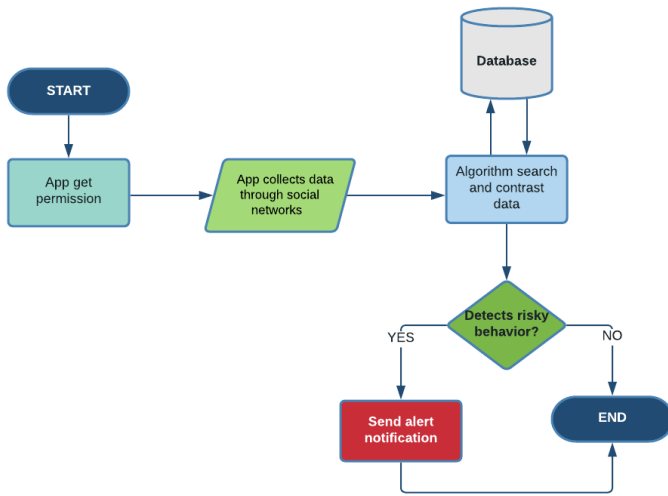 Database
START
App get
permission
App collects data
through social
networks
Algorithm search
and contrast
data
Detects risky
behavior?
YES
NO
Send alert
notification
END